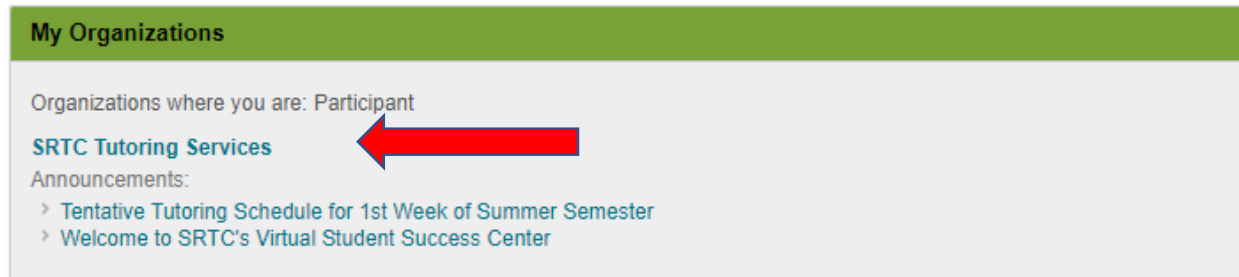 My Organizations
Organizations where you are: Participant
SRTC Tutoring Services
Announcements:
Tentative Tutoring Schedule for 1st Week of Summer Semester
Welcome to SRTC's Virtual Student Success Center